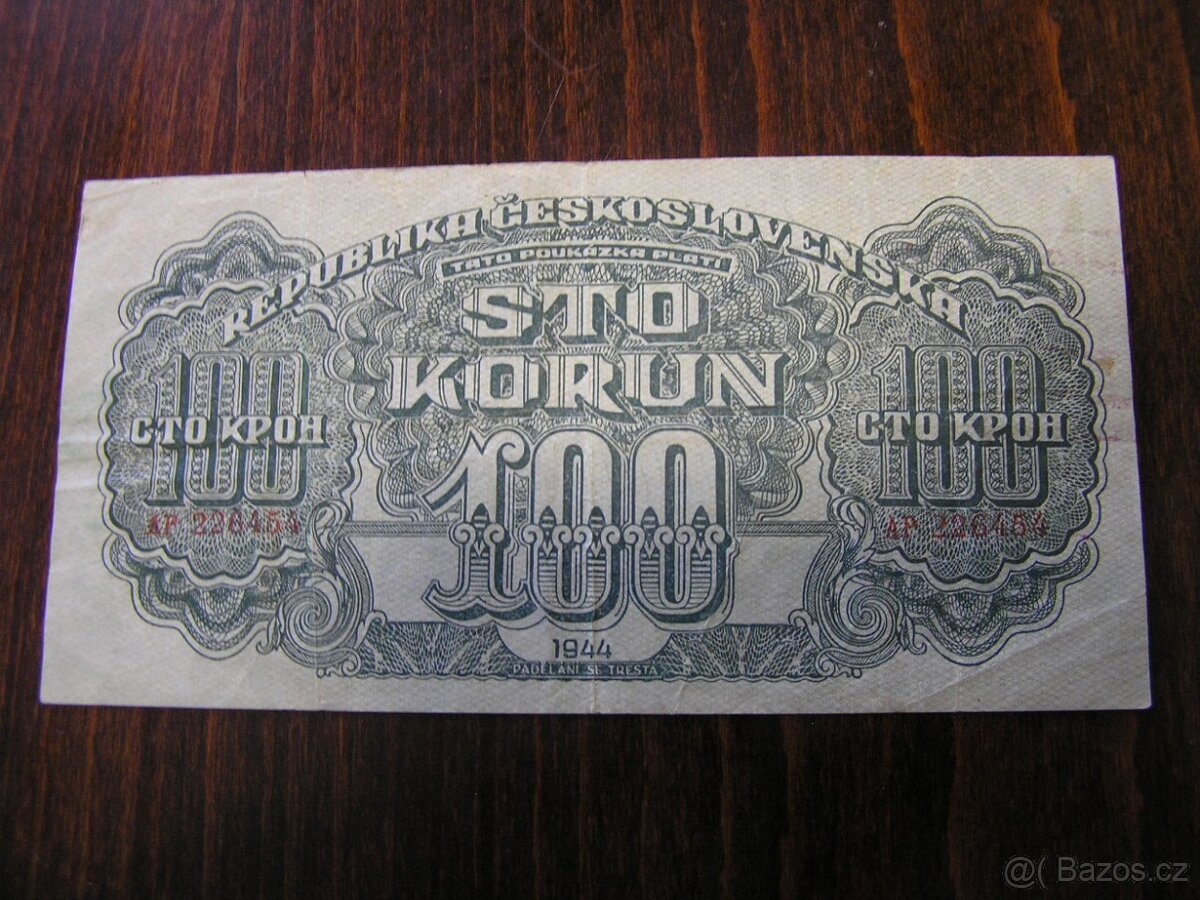 REPUBLIKA ČESKOSLOVENSKA
TATO POUKÁZKA PLATÍ
STO
KORUN
100
100
СТО КРОН
СТО КРОН
100
AP 226454
AP 226454
1944
PADĚLÁNÍ SE TRESTÁ
@( Bazos.cz